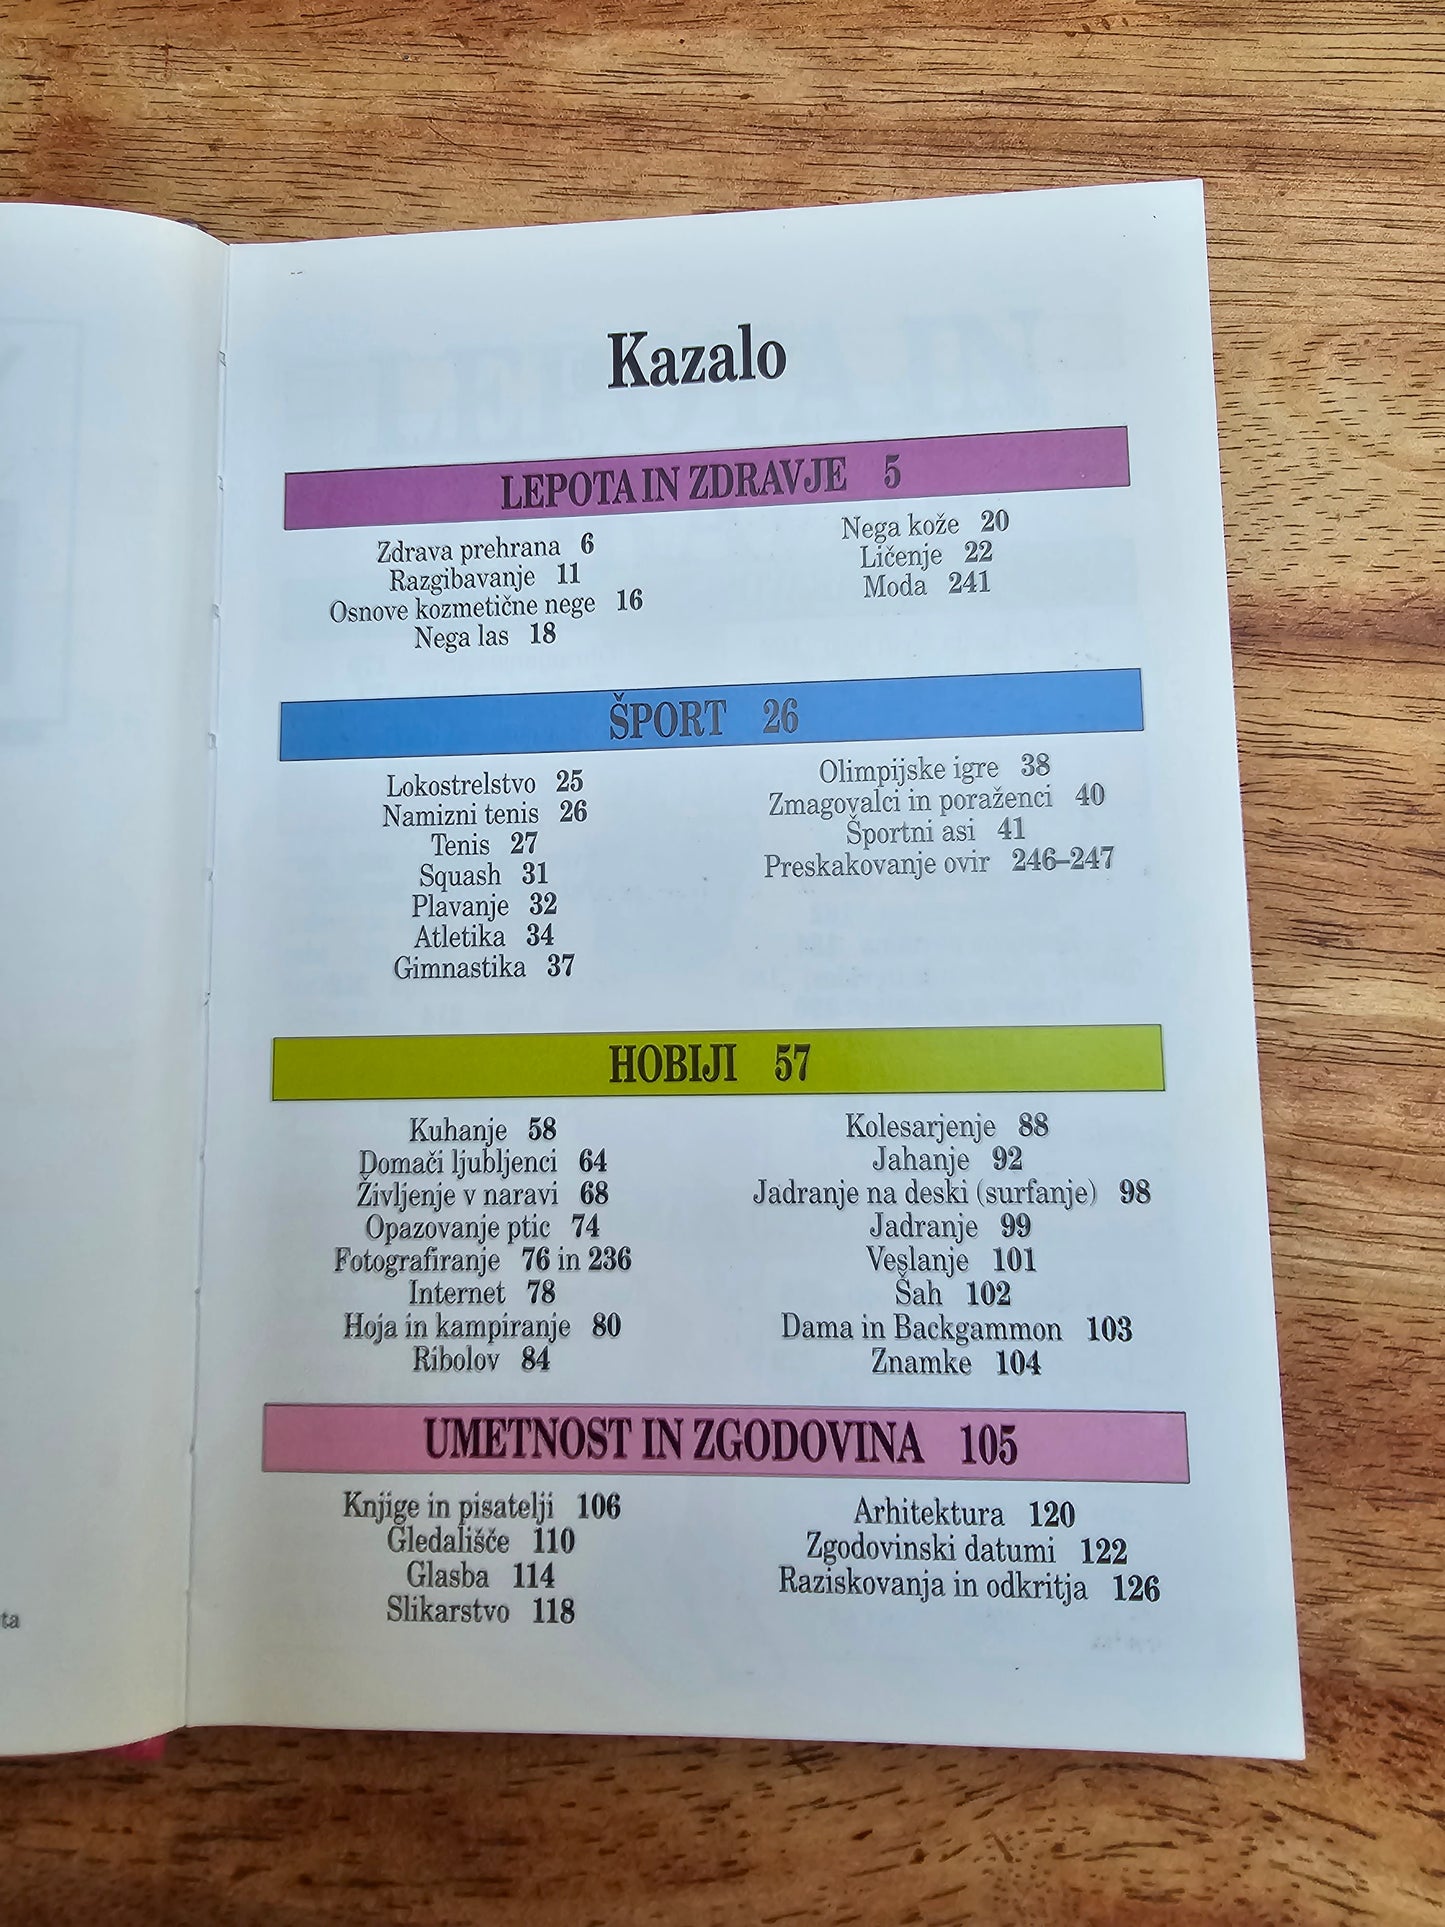 Kazalo
LEPOTA IN ZDRAVJE 5
Zdrava prehrana 6
Razgibavanje 11
Osnove kozmetične nege 16
Nega las 18
Nega kože 20
Ličenje 22
Moda 241
ŠPORT 26
Lokostrelstvo 25
Namizni tenis 26
Tenis 27
Squash 31
Plavanje 32
Atletika 34
Gimnastika 37
Olimpijske igre 38
Zmagovalci in poraženci 40
Športni asi 41
Preskakovanje ovir 246–247
HOBIJI 57
Kuhanje 58
Domači ljubljenci 64
Življenje v naravi 68
Opazovanje ptic 74
Fotografiranje 76 in 236
Internet 78
Hoja in kampiranje 80
Ribolov 84
Kolesarjenje 88
Jahanje 92
Jadranje na deski (surfanje) 98
Jadranje 99
Veslanje 101
Šah 102
Dama in Backgammon 103
Znamke 104
UMETNOST IN ZGODOVINA 105
Knjige in pisatelji 106
Gledališče 110
Glasba 114
Slikarstvo 118
Arhitektura 120
Zgodovinski datumi 122
Raziskovanja in odkritja 126
ta